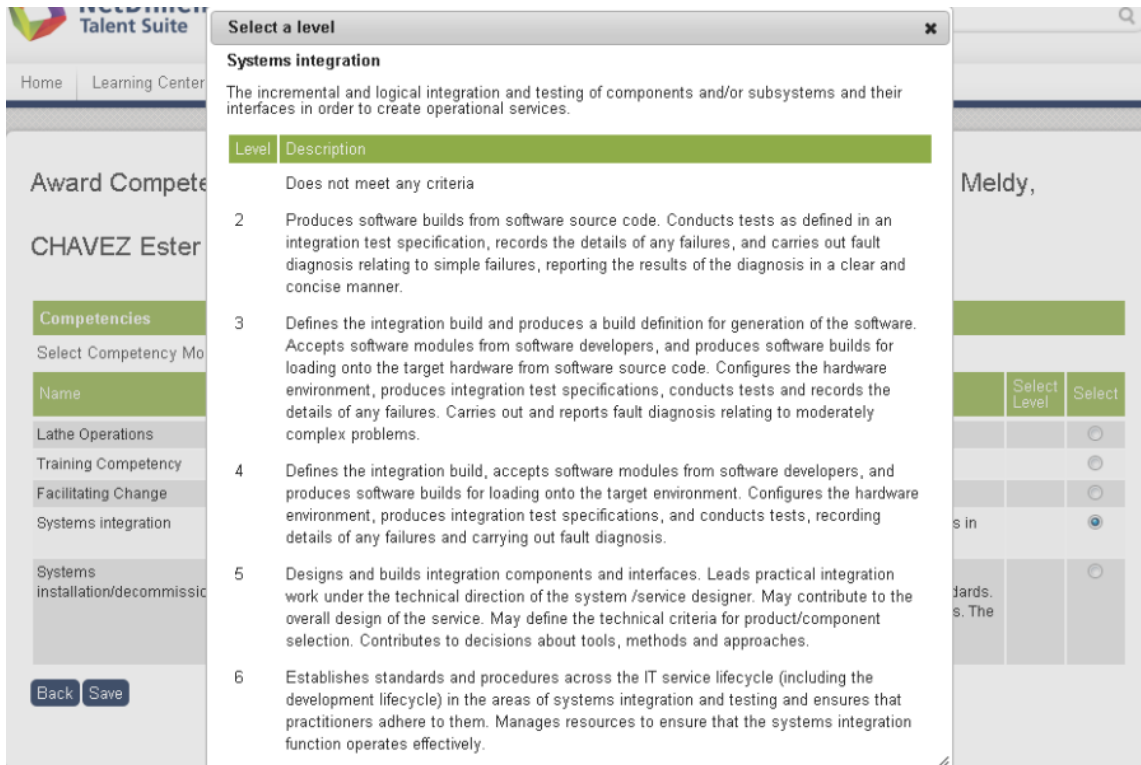 Talent Suite
Home
Learning Center
Select a level
Systems integration
The incremental and logical integration and testing of components and/or subsystems and their
interfaces in order to create operational services.
Level Description
Does not meet any criteria
2 Produces software builds from software source code. Conducts tests as defined in an
integration test specification, records the details of any failures, and carries out fault
diagnosis relating to simple failures, reporting the results of the diagnosis in a clear and
concise manner.
3 Defines the integration build and produces a build definition for generation of the software.
Accepts software modules from software developers, and produces software builds for
loading onto the target hardware from software source code. Configures the hardware
environment, produces integration test specifications, conducts tests and records the
details of any failures. Carries out and reports fault diagnosis relating to moderately
complex problems.
4 Defines the integration build, accepts software modules from software developers, and
produces software builds for loading onto the target environment. Configures the hardware
environment, produces integration test specifications, and conducts tests, recording
details of any failures and carrying out fault diagnosis.
5 Designs and builds integration components and interfaces. Leads practical integration
work under the technical direction of the system /service designer. May contribute to the
overall design of the service. May define the technical criteria for product/component
selection. Contributes to decisions about tools, methods and approaches.
6 Establishes standards and procedures across the IT service lifecycle (including the
development lifecycle) in the areas of systems integration and testing and ensures that
practitioners adhere to them. Manages resources to ensure that the systems integration
function operates effectively.
Award Compete
Meldy,
CHAVEZ Ester
Competencies
Select Competency Mo
Name
Select
Level
Select
Lathe Operations
Training Competency
Facilitating Change
Systems integration
s in
Systems
installation/decommissic
dards.
s. The
Back Save